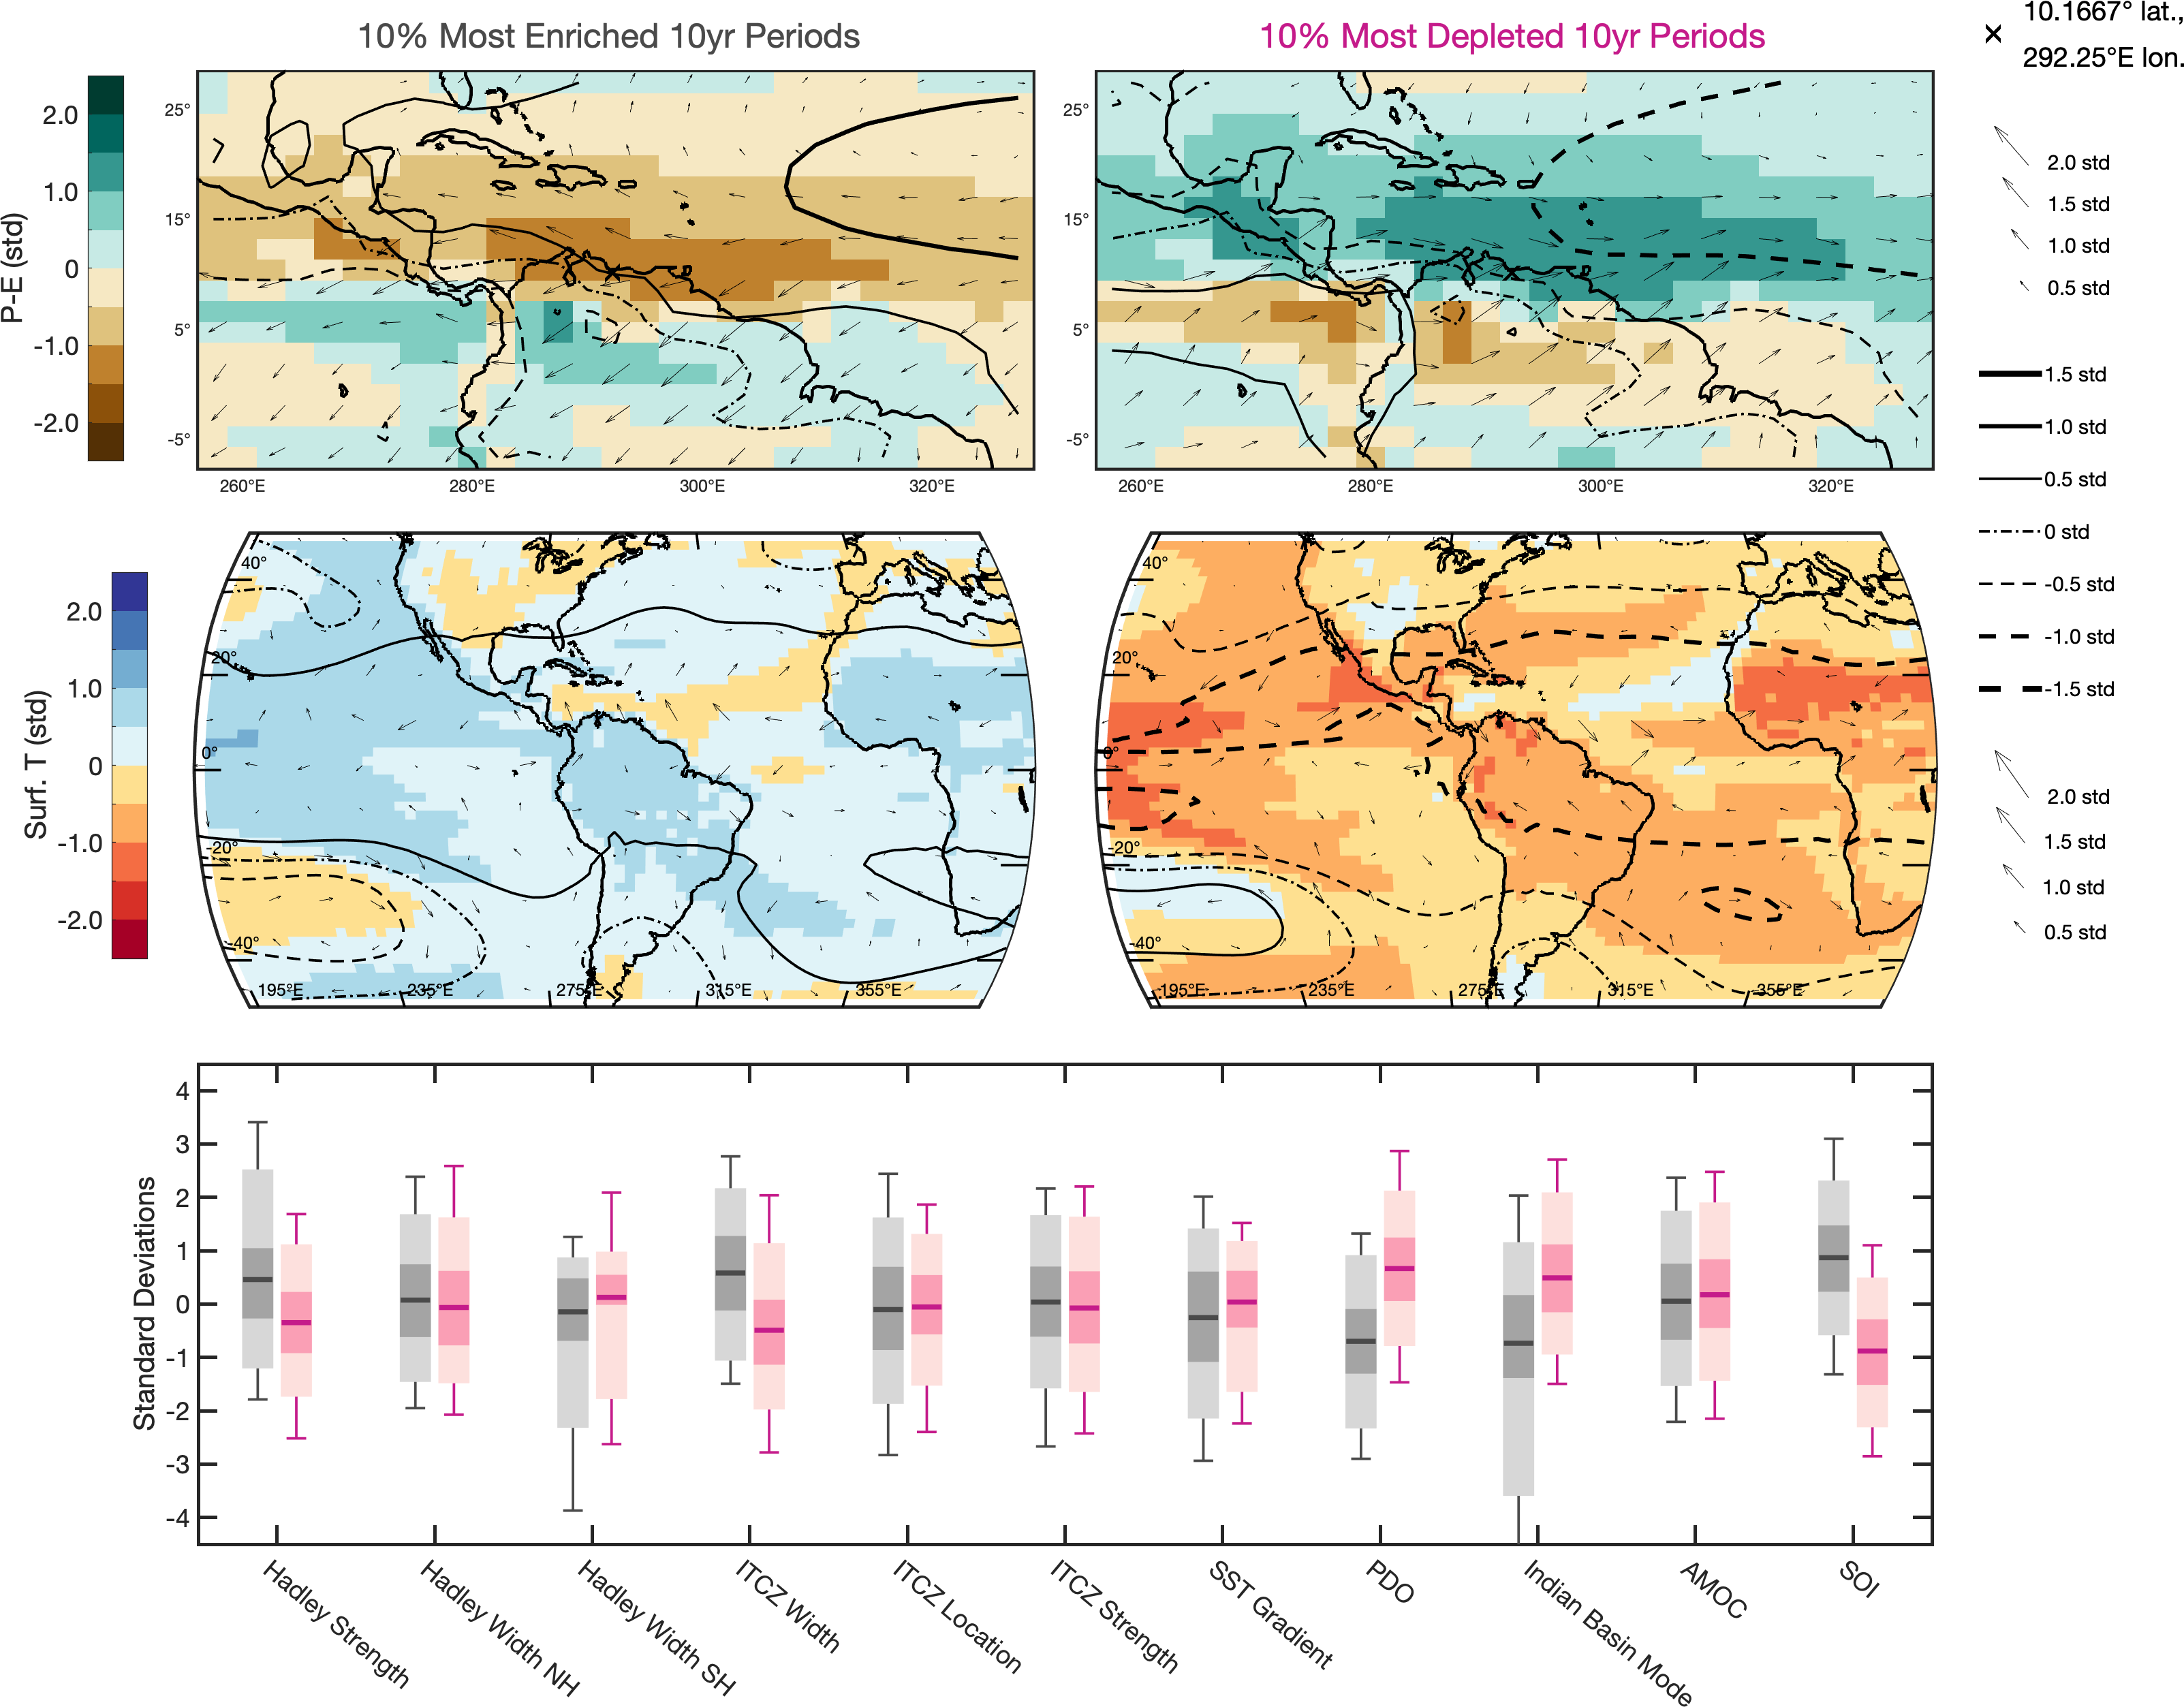 10% Most Enriched 10yr Periods
10% Most Depleted 10yr Periods
× 10.1667° lat.,
292.25°E lon.
P-E (std)
2.0
1.0
0
-1.0
-2.0
25°
15°
5°
-5°
260°E 280°E 300°E 320°E
25°
15°
5°
-5°
260°E 280°E 300°E 320°E
2.0 std
1.5 std
1.0 std
0.5 std
1.5 std
1.0 std
0.5 std
0 std
-0.5 std
-1.0 std
-1.5 std
Surf. T (std)
2.0
1.0
0
-1.0
-2.0
40°
20°
0°
-20°
-40°
195°E 235°E 275°E 315°E 355°E
40°
20°
0°
-20°
-40°
195°E 235°E 275°E 315°E 355°E
2.0 std
1.5 std
1.0 std
0.5 std
Standard Deviations
4
3
2
1
0
-1
-2
-3
-4
Hadley Strength
Hadley Width NH
Hadley Width SH
ITCZ Width
ITCZ Location
ITCZ Strength
SST Gradient
PDO
Indian Basin Mode
AMOC
SOI